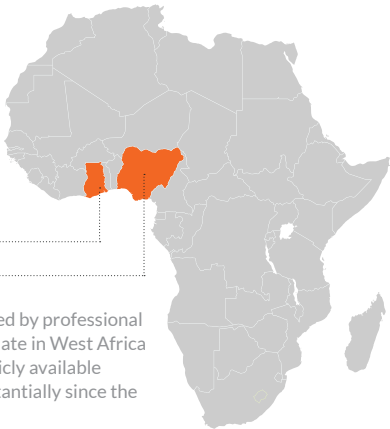 ed by professional
ate in West Africa
icly available
tantially since the